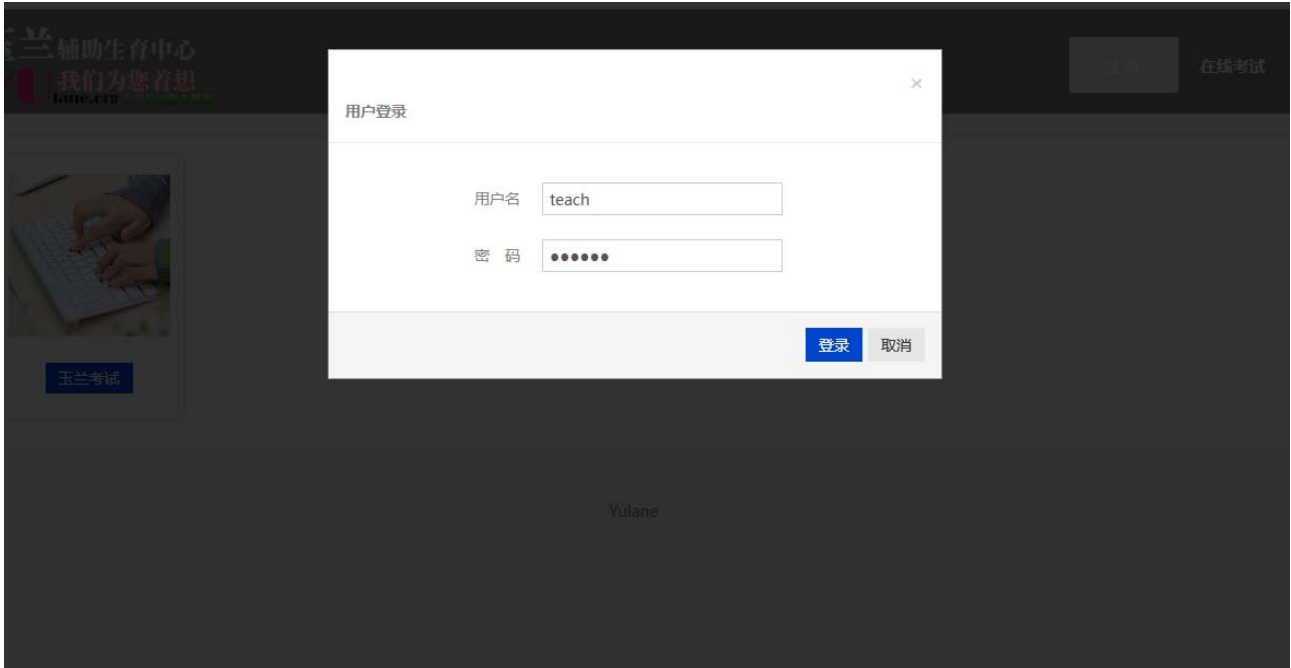 兰辅助生育中心
我们为您着想
在线考试
×
用户登录
用户名 teach
密 码 ●●●●●●
登录 取消
玉兰考试
Yulane